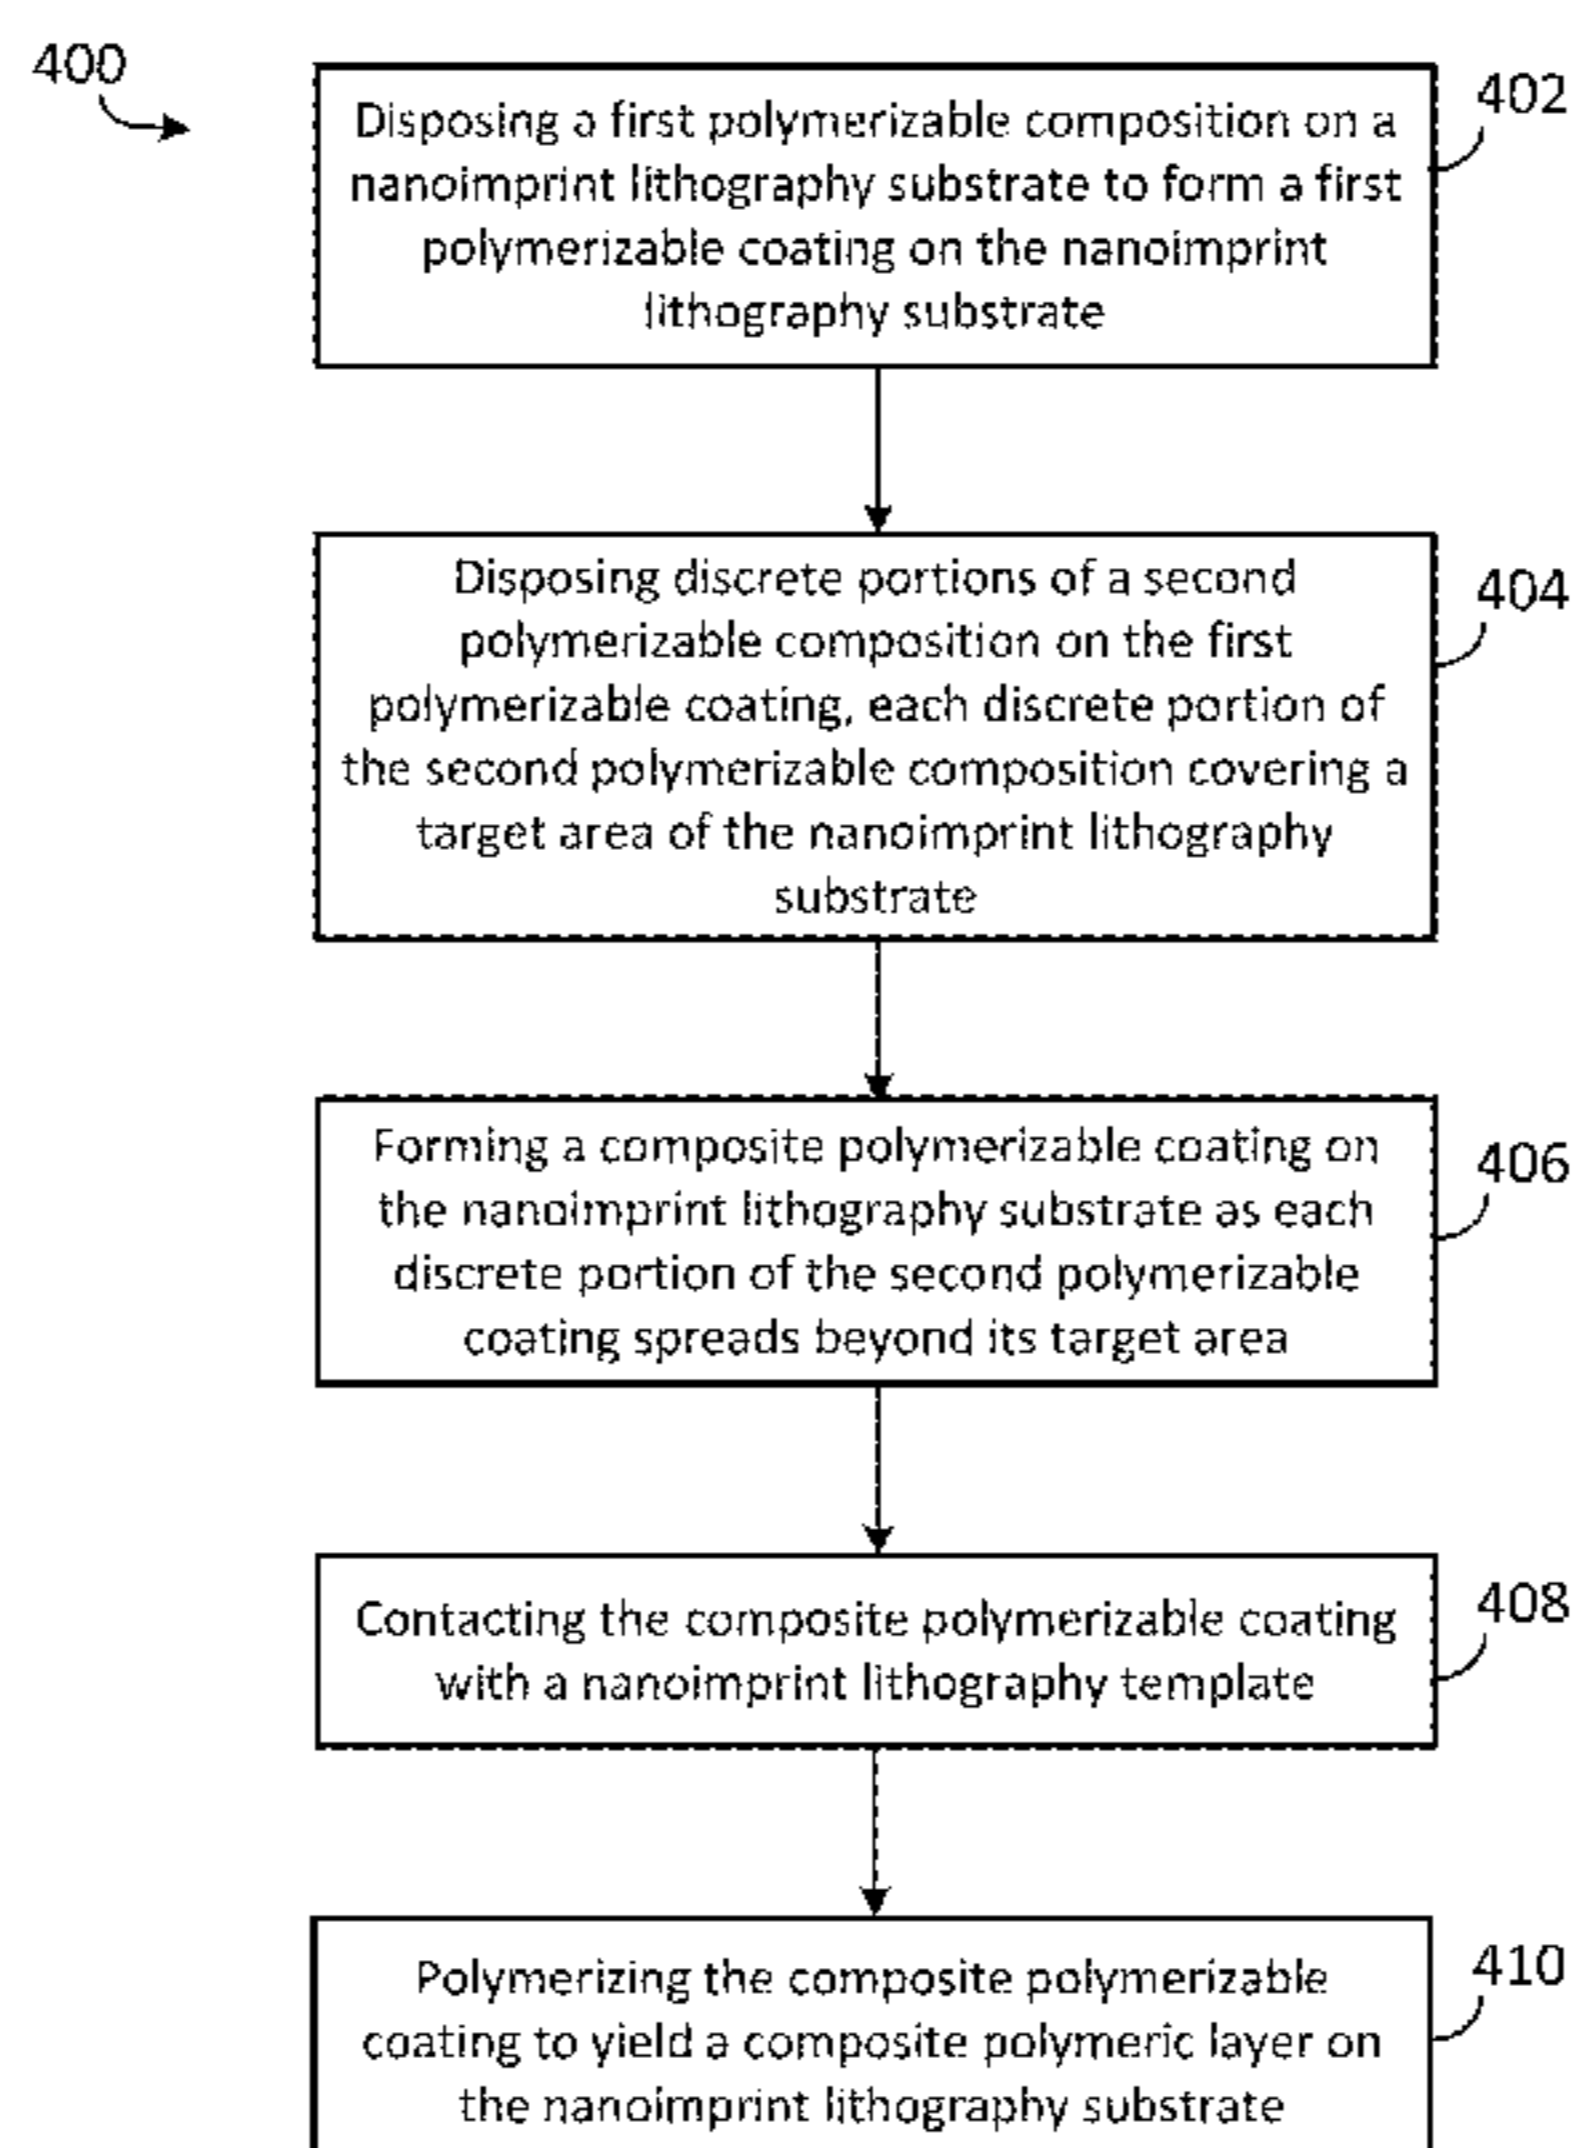 400
402
Disposing a first polymerizable composition on a
nanoimprint lithography substrate to form a first
polymerizable coating on the nanoimprint
lithography substrate
404
Disposing discrete portions of a second
polymerizable composition on the first
polymerizable coating, each discrete portion of
the second polymerizable composition covering a
target area of the nanoimprint lithography
substrate
406
Forming a composite polymerizable coating on
the nanoimprint lithography substrate as each
discrete portion of the second polymerizable
coating spreads beyond its target area
408
Contacting the composite polymerizable coating
with a nanoimprint lithography template
410
Polymerizing the composite polymerizable
coating to yield a composite polymeric layer on
the nanoimprint lithography substrate